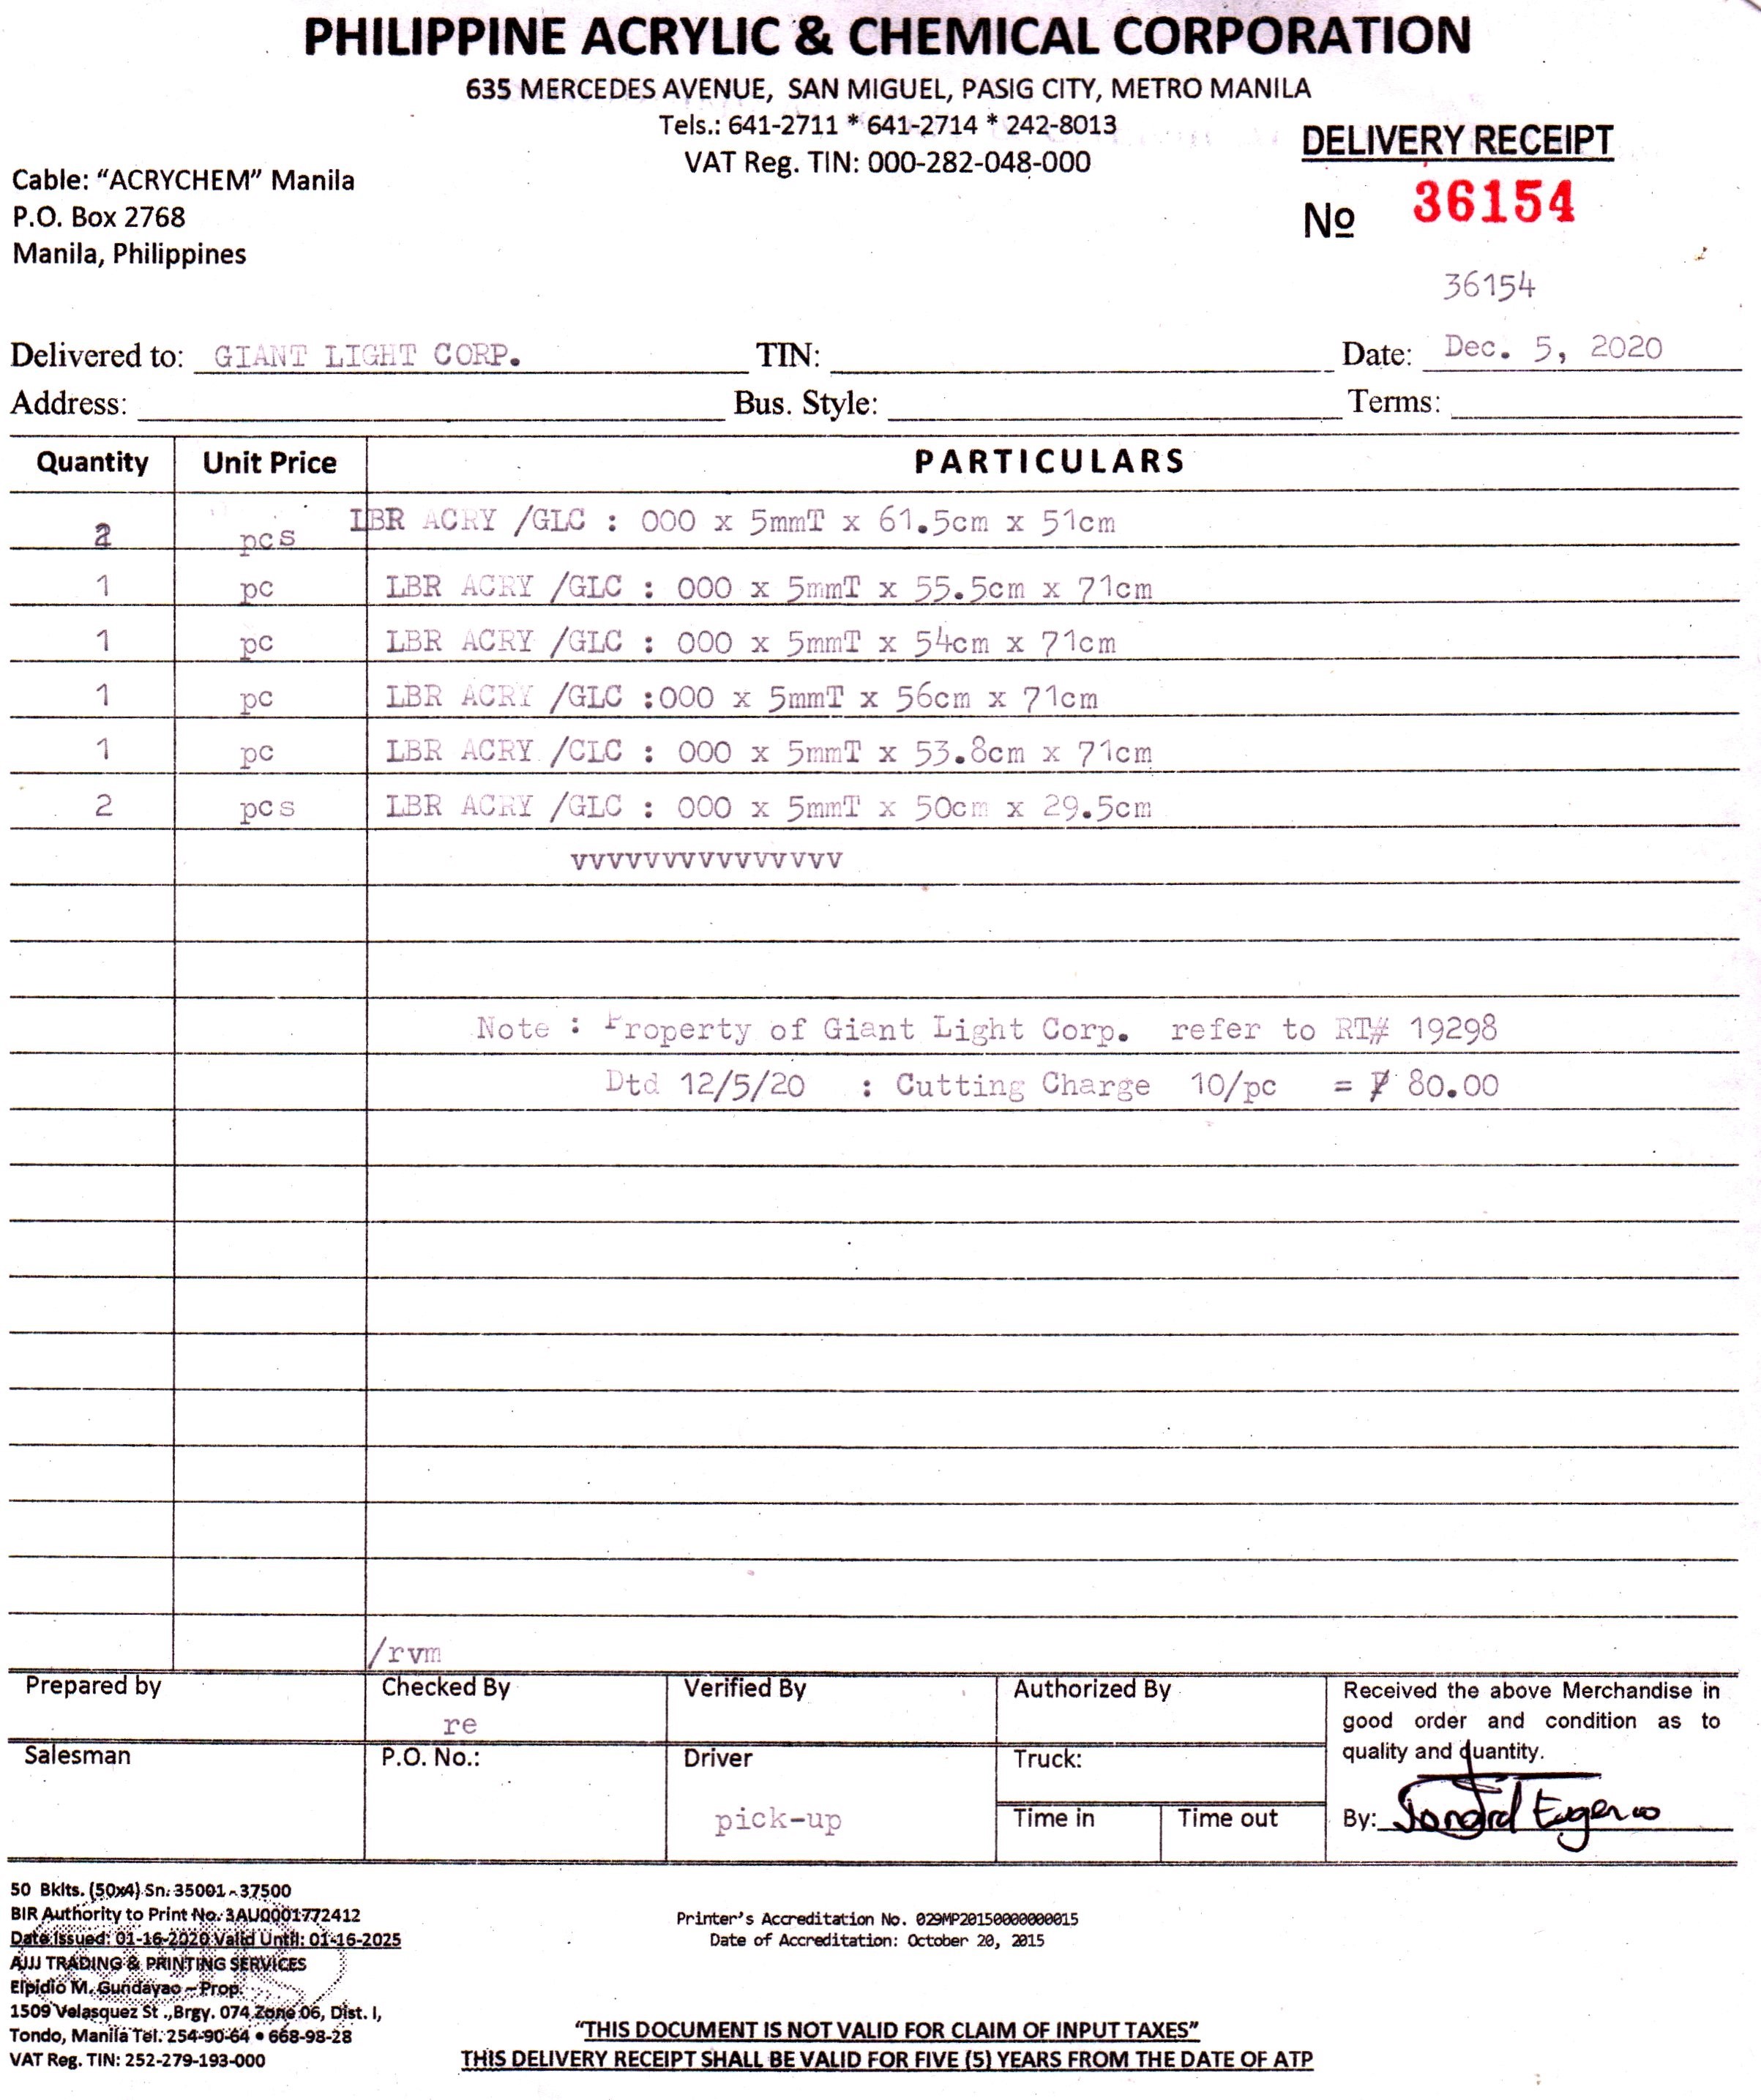 PHILIPPINE ACRYLIC & CHEMICAL CORPORATION
635 MERCEDES AVENUE, SAN MIGUEL, PASIG CITY, METRO MANILA
Tels.: 641-2711 * 641-2714 * 242-8013
VAT Reg. TIN: 000-282-048-000
DELIVERY RECEIPT
№ 36154
36154
Cable: “ACRYCHEM” Manila
P.O. Box 2768
Manila, Philippines
Delivered to: GIANT LIGHT CORP. TIN: Date: Dec. 5, 2020
Address: Bus. Style: Terms:
Quantity Unit Price PARTICULARS
2 pcs LBR ACRY /GLC : 000 x 5mmT x 61.5cm x 51cm
1 pc LBR ACRY /GLC : 000 x 5mmT x 55.5cm x 71cm
1 pc LBR ACRY /GLC : 000 x 5mmT x 54cm x 71cm
1 pc LBR ACRY /GLC :000 x 5mmT x 56cm x 71cm
1 pc LBR ACRY /CLC : 000 x 5mmT x 53.8cm x 71cm
2 pcs LBR ACRY /GLC : 000 x 5mmT x 50cm x 29.5cm
vvvvvvvvvvvvvvv
Note : Property of Giant Light Corp. refer to RT# 19298
Dtd 12/5/20 : Cutting Charge 10/pc = ₱ 80.00
/rvm
Prepared by Checked By Verified By Authorized By
re
Salesman P.O. No.: Driver Truck:
pick-up
Time in Time out
Received the above Merchandise in
good order and condition as to
quality and quantity.
By: Eugenio
50 Bklts. (50x4) Sn: 35001 - 37500
BIR Authority to Print No. 3AU0001772412
Date Issued: 01-16-2020 Valid Until: 01-16-2025
AJJJ TRADING & PRINTING SERVICES
Elpidio M. Gundayao – Prop.
1509 Velasquez St .,Brgy. 074 Zone 06, Dist. I,
Tondo, Manila Tel. 254-90-64 • 668-98-28
VAT Reg. TIN: 252-279-193-000
Printer's Accreditation No. 029MP20150000000015
Date of Accreditation: October 20, 2015
“THIS DOCUMENT IS NOT VALID FOR CLAIM OF INPUT TAXES”
THIS DELIVERY RECEIPT SHALL BE VALID FOR FIVE (5) YEARS FROM THE DATE OF ATP